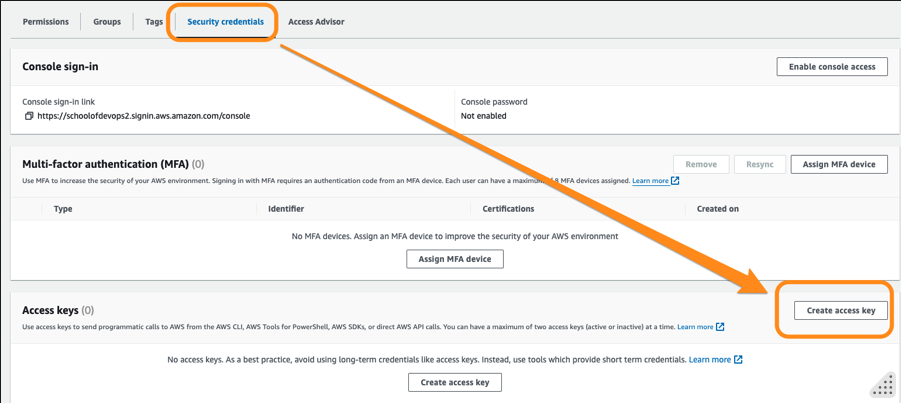 Permissions Groups Tags Security credentials Access Advisor
Console sign-in Enable console access
Console sign-in link Console password
https://schoolofdevops2.signin.aws.amazon.com/console Not enabled
Multi-factor authentication (MFA) (0) Remove Resync Assign MFA device
Use MFA to increase the security of your AWS environment. Signing in with MFA requires an authentication code from an MFA device. Each user can have a maximum of 8 MFA devices assigned. Learn more
Type Identifier Certifications Created on
No MFA devices. Assign an MFA device to improve the security of your AWS environment
Assign MFA device
Access keys (0) Create access key
Use access keys to send programmatic calls to AWS from the AWS CLI, AWS Tools for PowerShell, AWS SDKs, or direct AWS API calls. You can have a maximum of two access keys (active or inactive) at a time. Learn more
No access keys. As a best practice, avoid using long-term credentials like access keys. Instead, use tools which provide short term credentials. Learn more
Create access key